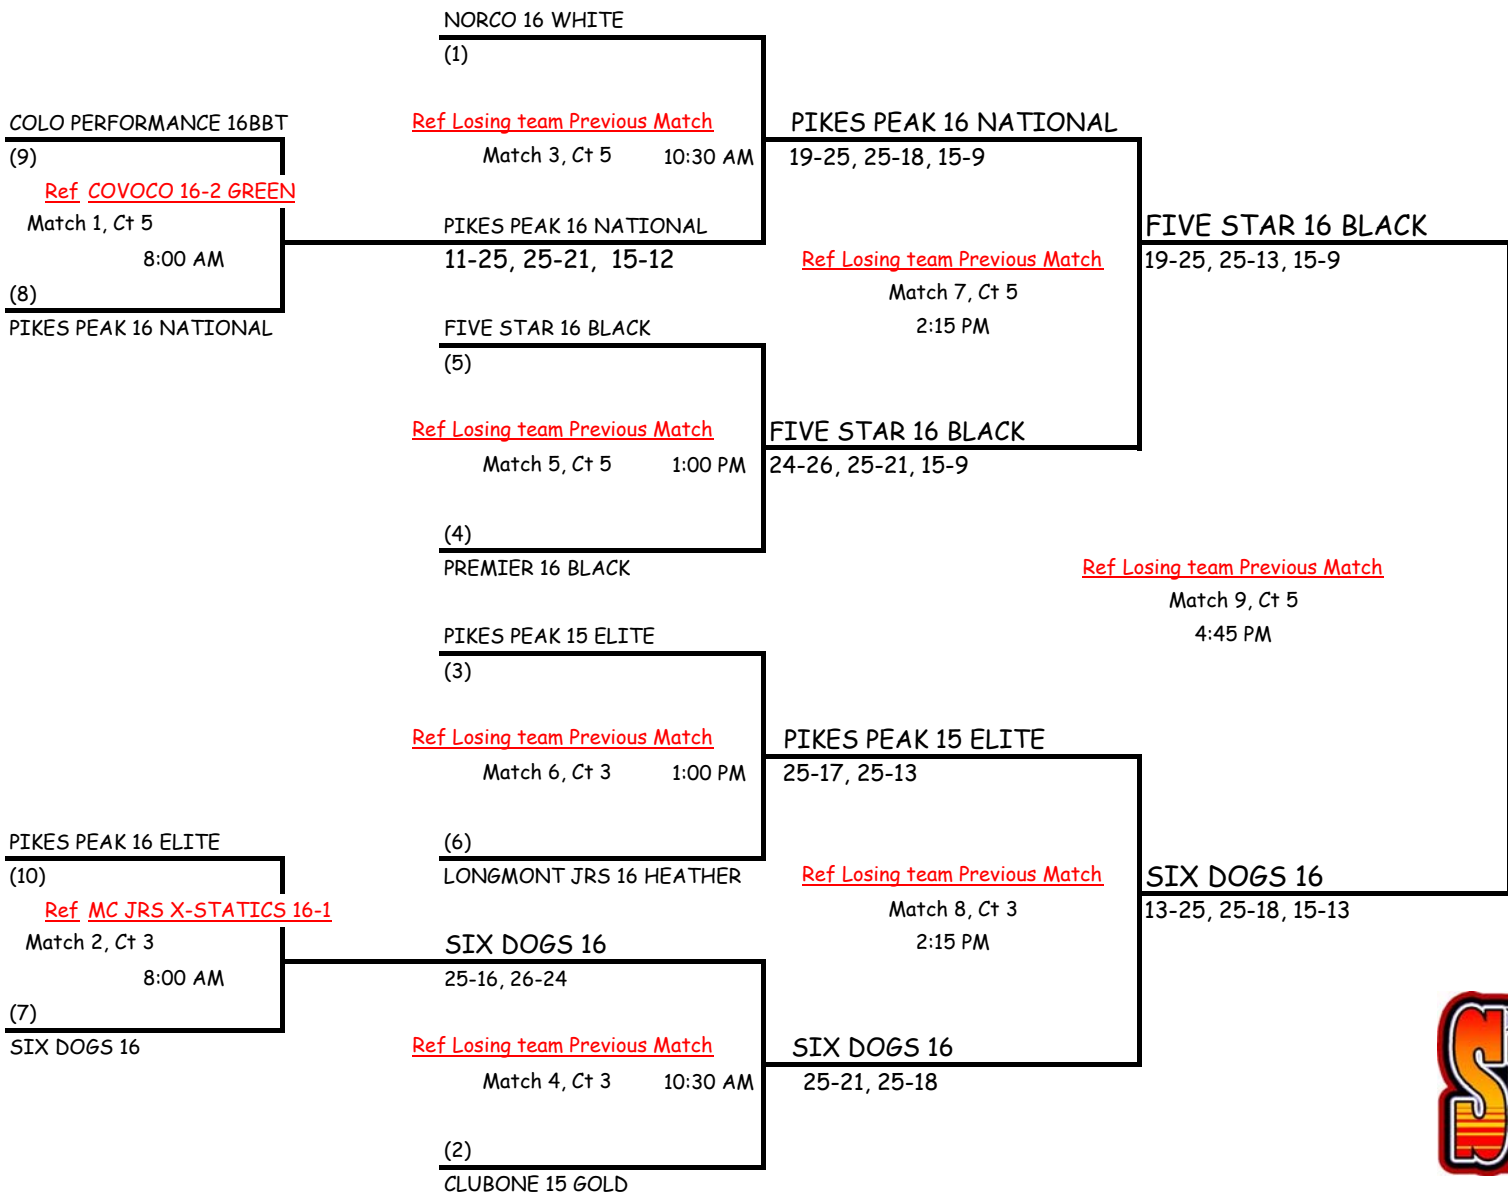 NORCO 16 WHITE
(1)
COLO PERFORMANCE 16BBT
(9)
Ref COVOCO 16-2 GREEN
Match 1, Ct 5
8:00 AM
(8)
PIKES PEAK 16 NATIONAL
Ref Losing team Previous Match
Match 3, Ct 5 10:30 AM
PIKES PEAK 16 NATIONAL
11-25, 25-21, 15-12
PIKES PEAK 16 NATIONAL
19-25, 25-18, 15-9
FIVE STAR 16 BLACK
(5)
Ref Losing team Previous Match
Match 5, Ct 5 1:00 PM
(4)
PREMIER 16 BLACK
Ref Losing team Previous Match
Match 7, Ct 5
2:15 PM
FIVE STAR 16 BLACK
24-26, 25-21, 15-9
FIVE STAR 16 BLACK
19-25, 25-13, 15-9
Ref Losing team Previous Match
Match 9, Ct 5
4:45 PM
PIKES PEAK 15 ELITE
(3)
Ref Losing team Previous Match
Match 6, Ct 3 1:00 PM
(6)
LONGMONT JRS 16 HEATHER
PIKES PEAK 15 ELITE
25-17, 25-13
PIKES PEAK 16 ELITE
(10)
Ref MC JRS X-STATICS 16-1
Match 2, Ct 3
8:00 AM
(7)
SIX DOGS 16
SIX DOGS 16
25-16, 26-24
Ref Losing team Previous Match
Match 4, Ct 3 10:30 AM
(2)
CLUBONE 15 GOLD
Ref Losing team Previous Match
Match 8, Ct 3
2:15 PM
SIX DOGS 16
25-21, 25-18
SIX DOGS 16
13-25, 25-18, 15-13